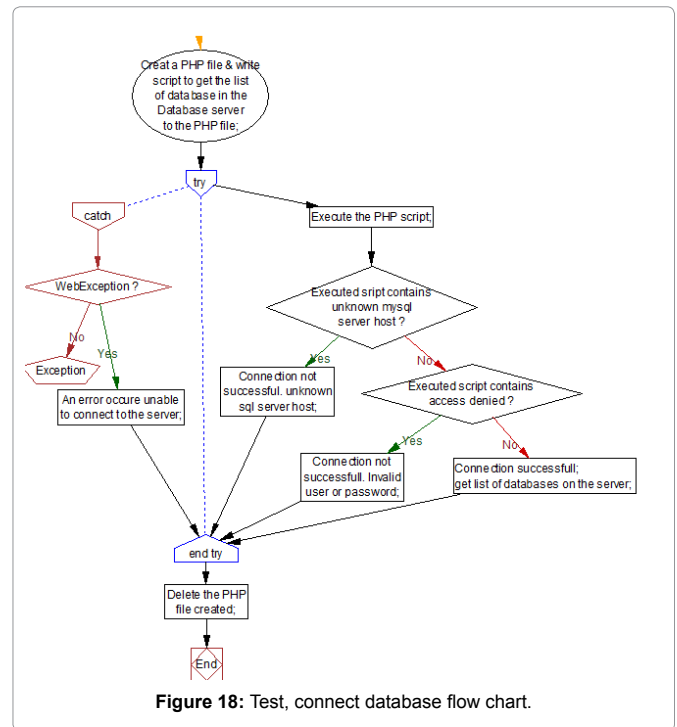 Creat a PHP file & write
script to get the list
of database in the
Database server
to the PHP file;
try
catch
Execute the PHP script;
WebException ?
Executed sript contains
unknown mysql
server host ?
No
Yes
Exception
An error occure unable
to connect to the server;
Yes
No
Connection not
successful. unknown
sql server host;
Executed script contains
access denied ?
Yes
No
Connection not
successful. Invalid
user or password;
Connection successfull;
get list of databases on the server;
end try
Delete the PHP
file created;
End
Figure 18: Test, connect database flow chart.